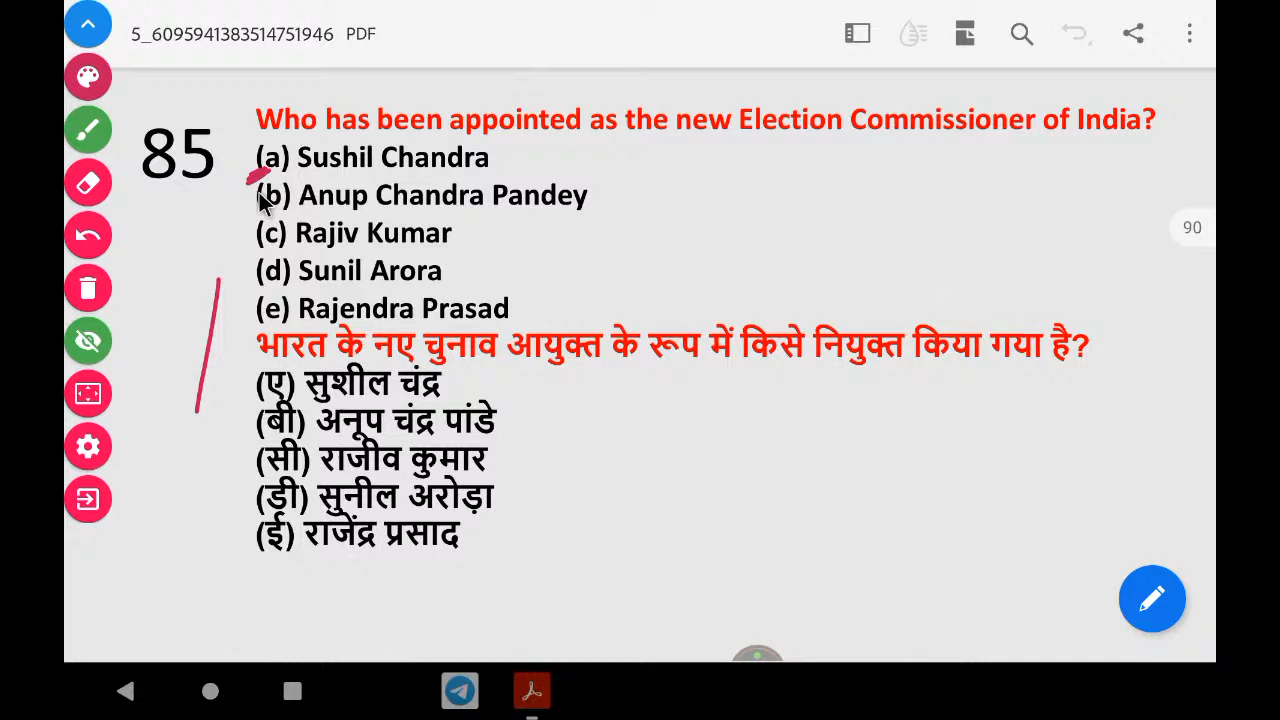 5_6095941383514751946 PDF
85
Who has been appointed as the new Election Commissioner of India?
(a) Sushil Chandra
(b) Anup Chandra Pandey
(c) Rajiv Kumar
(d) Sunil Arora
(e) Rajendra Prasad
90
भारत के नए चुनाव आयुक्त के रूप में किसे नियुक्त किया गया है?
(ए) सुशील चंद्र
(बी) अनूप चंद्र पांडे
(सी) राजीव कुमार
(डी) सुनील अरोड़ा
(ई) राजेंद्र प्रसाद